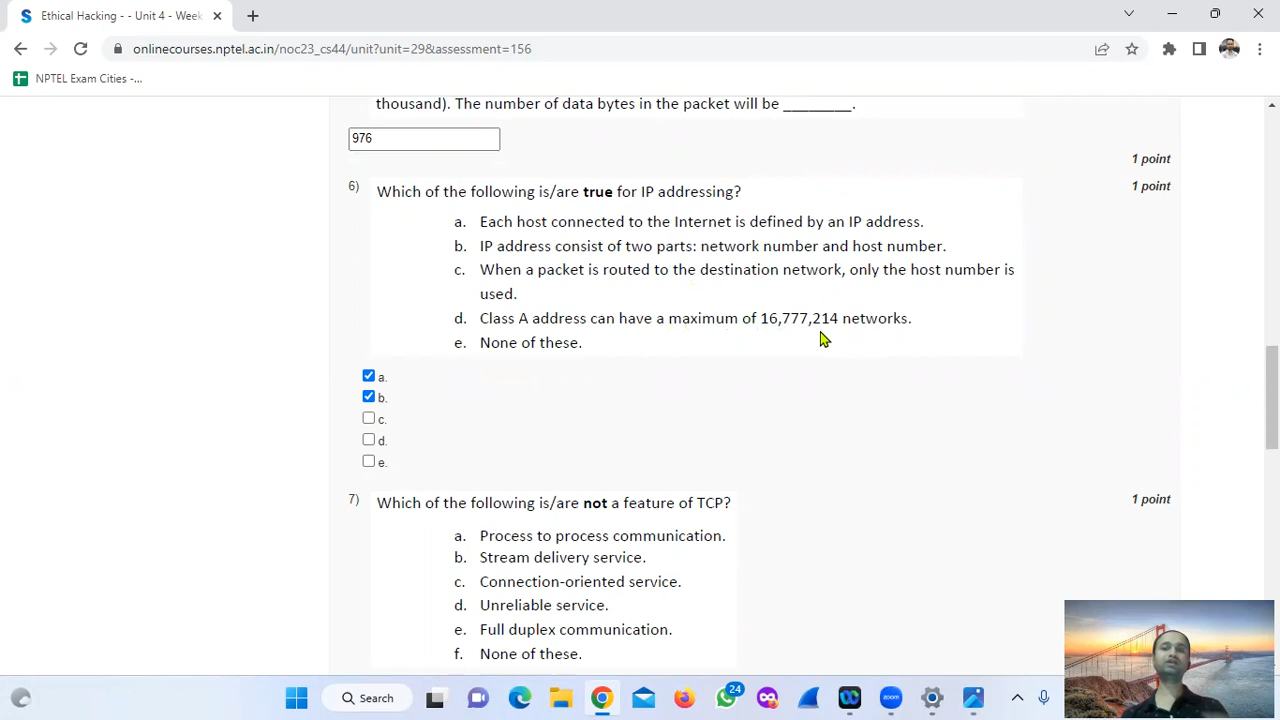 Ethical Hacking - - Unit 4 - Week
onlinecourses.nptel.ac.in/noc23_cs44/unit?unit=29&assessment=156
NPTEL Exam Cities -...
thousand). The number of data bytes in the packet will be _________.
976
1 point
6) Which of the following is/are true for IP addressing? 1 point
a. Each host connected to the Internet is defined by an IP address.
b. IP address consist of two parts: network number and host number.
c. When a packet is routed to the destination network, only the host number is
used.
d. Class A address can have a maximum of 16,777,214 networks.
e. None of these.
a.
b.
c.
d.
e.
7) Which of the following is/are not a feature of TCP? 1 point
a. Process to process communication.
b. Stream delivery service.
c. Connection-oriented service.
d. Unreliable service.
e. Full duplex communication.
f. None of these.
Search
24
zoom